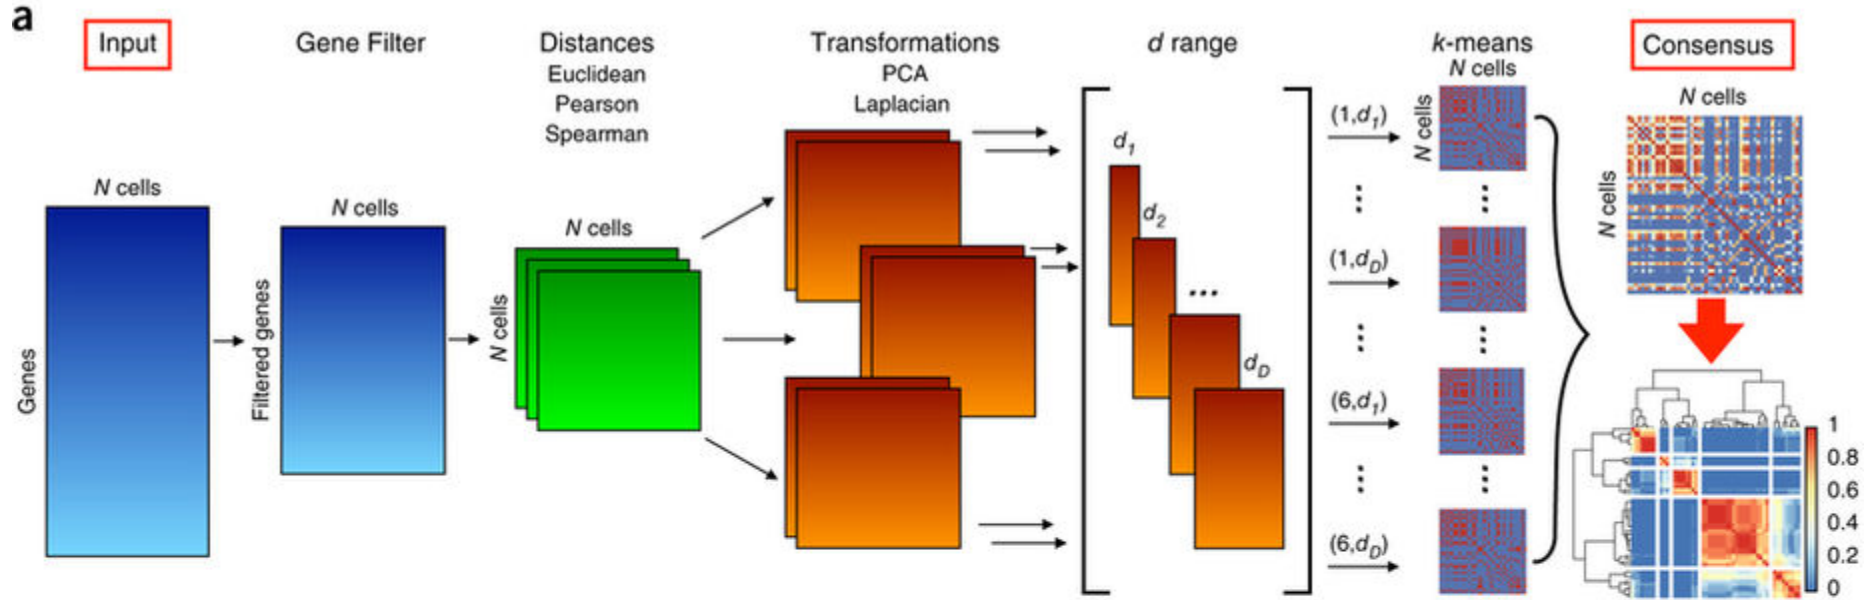 a
Input
Gene Filter
Distances
Euclidean
Pearson
Spearman
Transformations
PCA
Laplacian
d range
k-means
N cells
N cells
Consensus
N cells
N cells
N cells
Genes
N cells
Filtered genes
N cells
N cells
d1
d2
...
dD
(1,d1)
(1,dD)
(6,d1)
(6,dD)
1
0.8
0.6
0.4
0.2
0